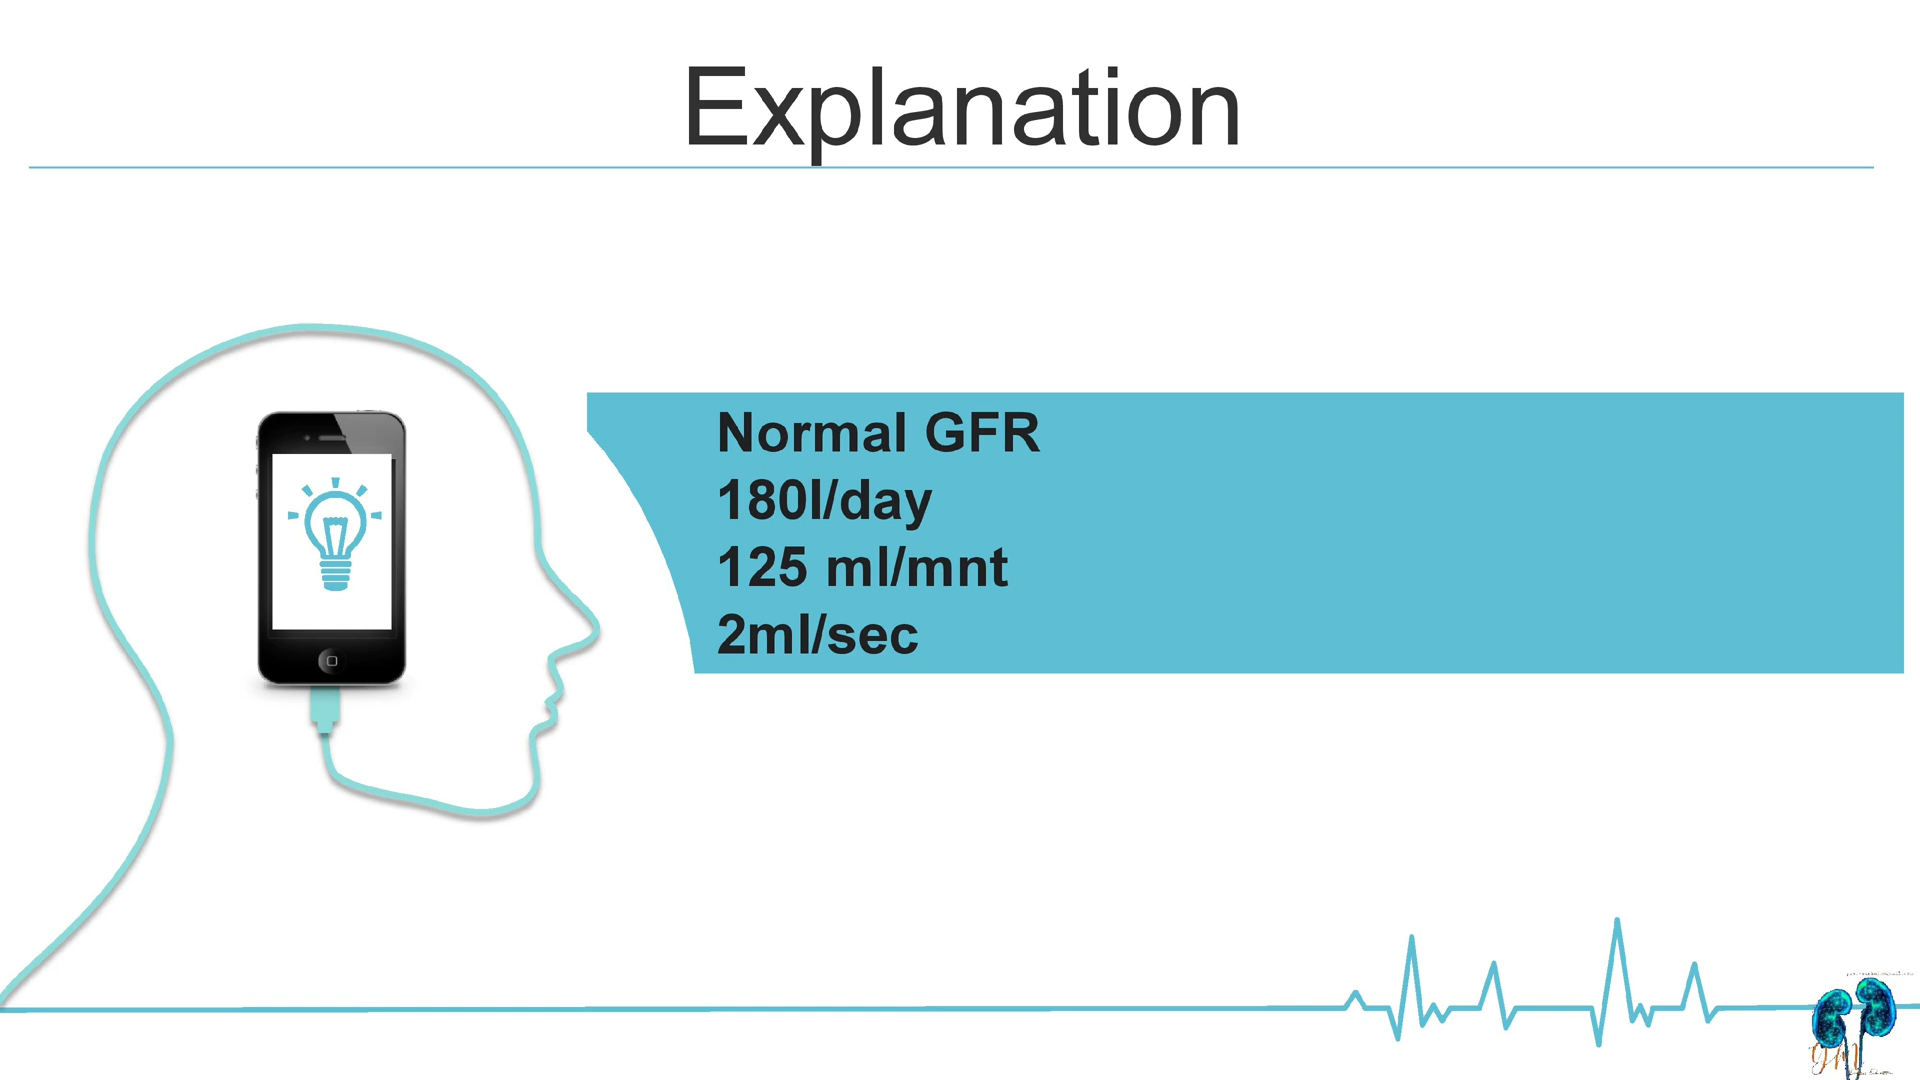 Explanation
Normal GFR
180l/day
125 ml/mnt
2ml/sec